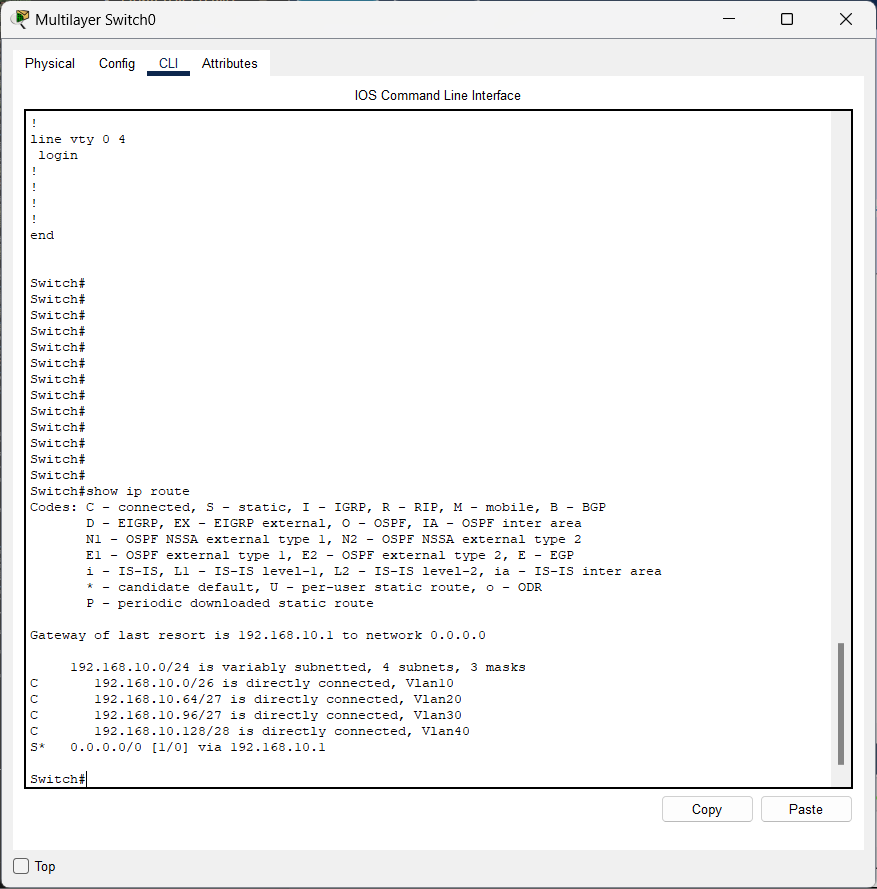 Multilayer Switch0
Physical Config CLI Attributes
IOS Command Line Interface
!
line vty 0 4
login
!
!
!
!
end
Switch#
Switch#
Switch#
Switch#
Switch#
Switch#
Switch#
Switch#
Switch#
Switch#
Switch#
Switch#
Switch#
Switch#show ip route
Codes: C - connected, S - static, I - IGRP, R - RIP, M - mobile, B - BGP
D - EIGRP, EX - EIGRP external, O - OSPF, IA - OSPF inter area
N1 - OSPF NSSA external type 1, N2 - OSPF NSSA external type 2
E1 - OSPF external type 1, E2 - OSPF external type 2, E - EGP
i - IS-IS, L1 - IS-IS level-1, L2 - IS-IS level-2, ia - IS-IS inter area
* - candidate default, U - per-user static route, o - ODR
P - periodic downloaded static route
Gateway of last resort is 192.168.10.1 to network 0.0.0.0
192.168.10.0/24 is variably subnetted, 4 subnets, 3 masks
C 192.168.10.0/26 is directly connected, Vlan10
C 192.168.10.64/27 is directly connected, Vlan20
C 192.168.10.96/27 is directly connected, Vlan30
C 192.168.10.128/28 is directly connected, Vlan40
S* 0.0.0.0/0 [1/0] via 192.168.10.1
Switch#
Copy Paste
Top